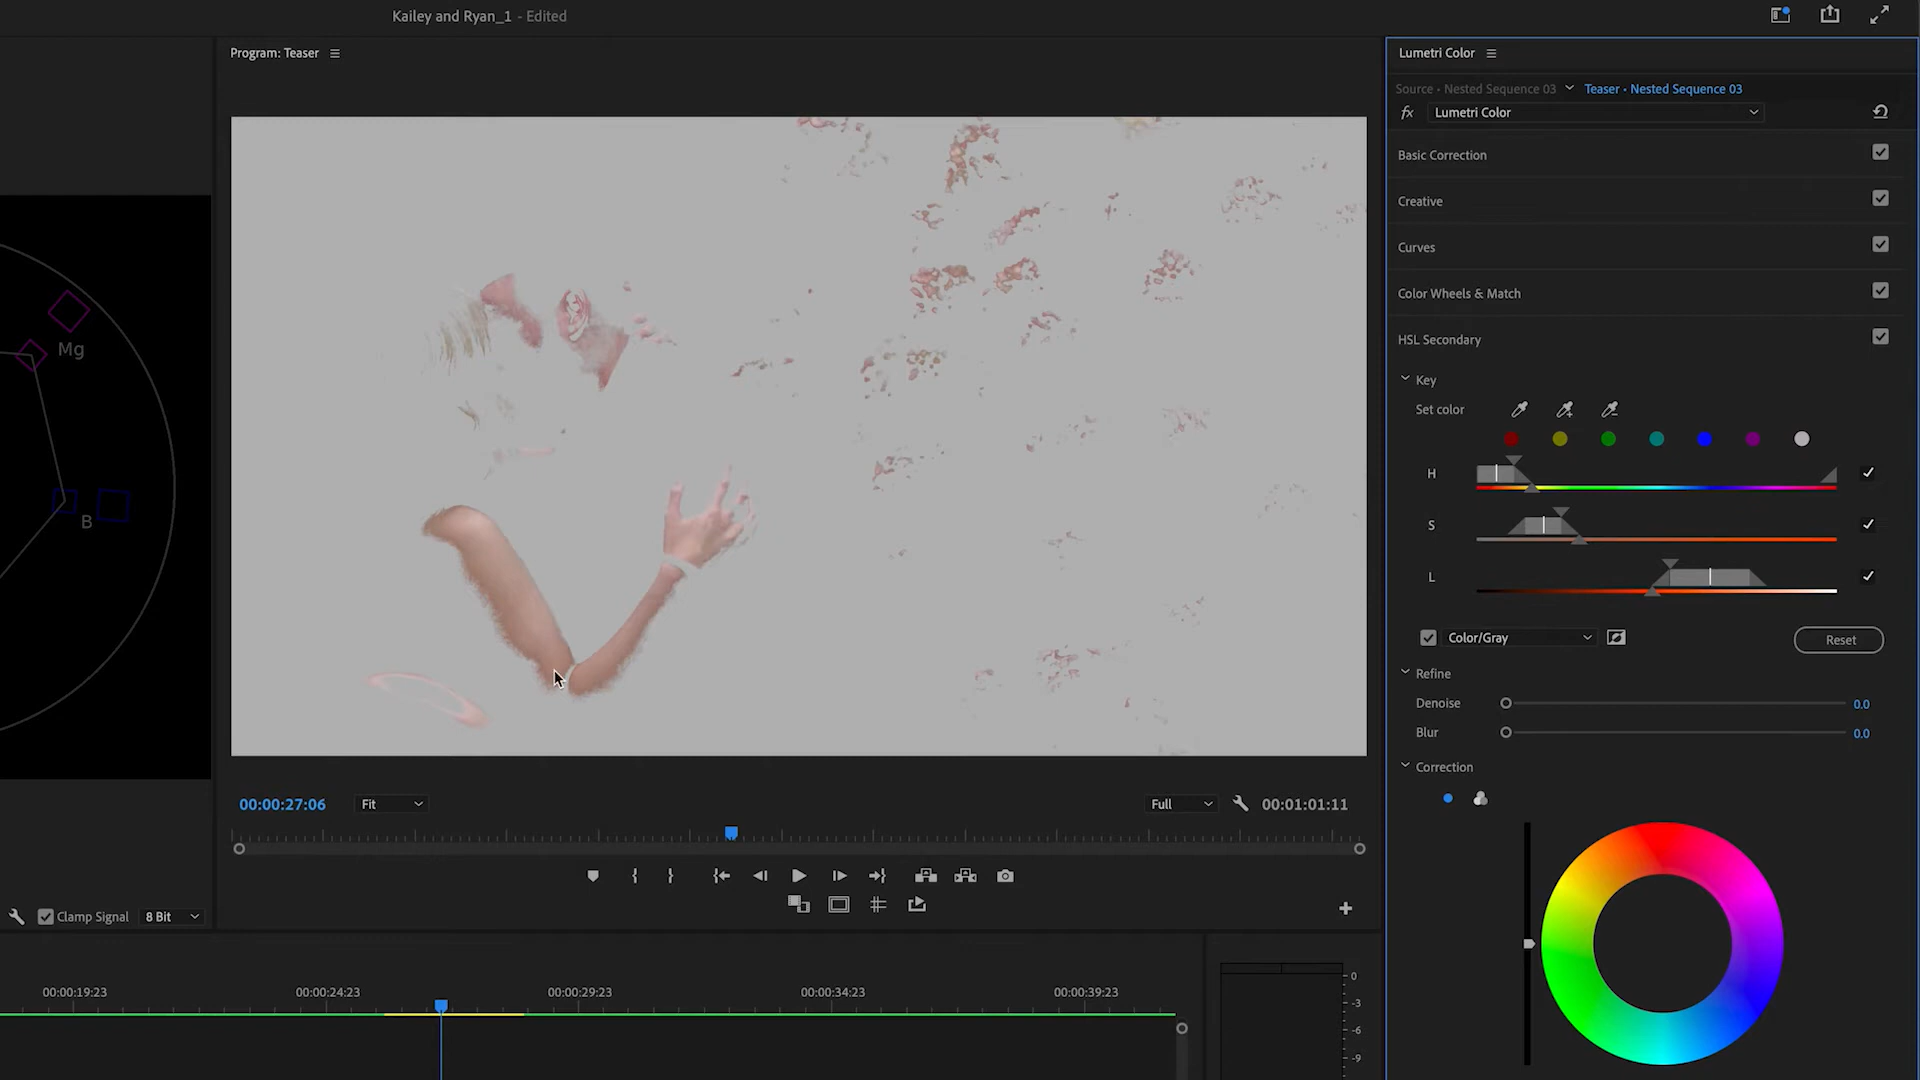 Kailey and Ryan_1 - Edited
Program: Teaser
Lumetri Color
Source • Nested Sequence 03
Teaser • Nested Sequence 03
fx
Lumetri Color
Basic Correction
Creative
Curves
Color Wheels & Match
HSL Secondary
Key
Set color
H
S
L
Color/Gray
Reset
Refine
Denoise
0.0
Blur
0.0
Correction
Mg
B
Clamp Signal
8 Bit
00:00:27:06
Fit
Full
00:01:01:11
00:00:19:23
00:00:24:23
00:00:29:23
00:00:34:23
00:00:39:23
0
-3
-6
-9